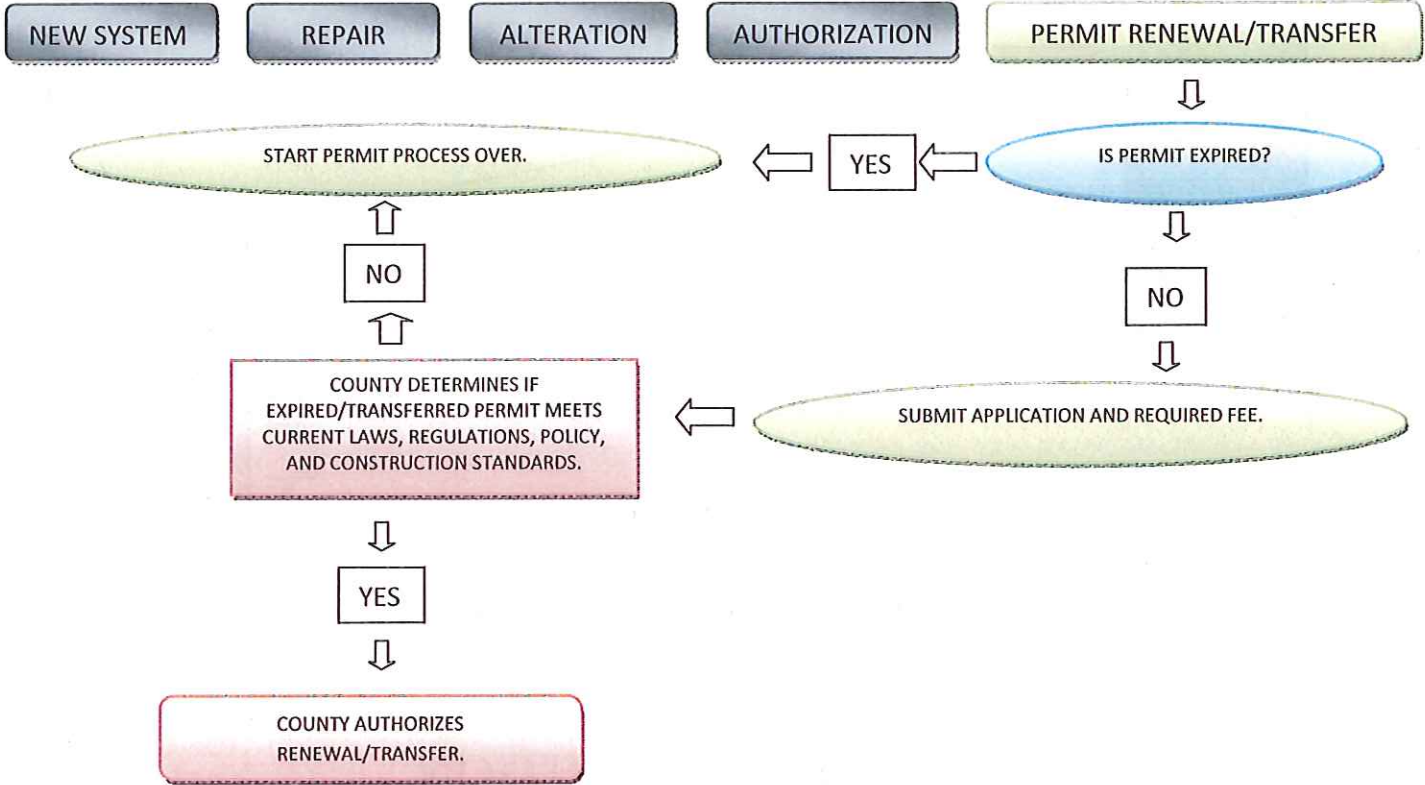 NEW SYSTEM
REPAIR
ALTERATION
AUTHORIZATION
PERMIT RENEWAL/TRANSFER
START PERMIT PROCESS OVER.
YES
IS PERMIT EXPIRED?
NO
NO
COUNTY DETERMINES IF
EXPIRED/TRANSFERRED PERMIT MEETS
CURRENT LAWS, REGULATIONS, POLICY,
AND CONSTRUCTION STANDARDS.
SUBMIT APPLICATION AND REQUIRED FEE.
YES
COUNTY AUTHORIZES
RENEWAL/TRANSFER.